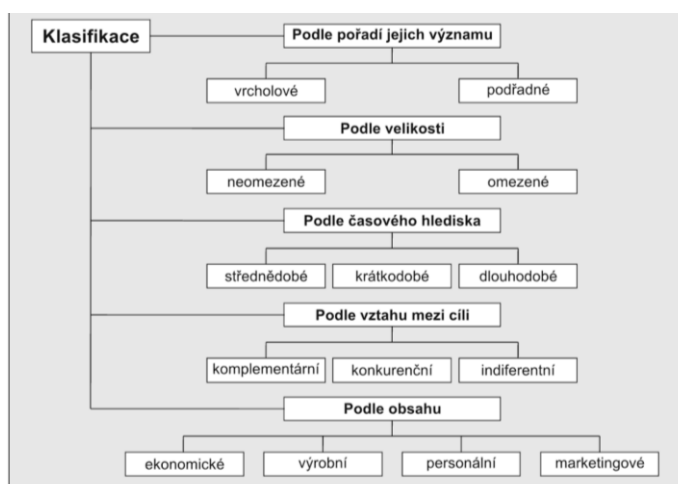 Klasifikace
Podle pořadí jejich významu
vrcholové
podřadné
Podle velikosti
neomezené
omezené
Podle časového hlediska
střednědobé
krátkodobé
dlouhodobé
Podle vztahu mezi cíli
komplementární
konkurenční
indiferentní
Podle obsahu
ekonomické
výrobní
personální
marketingové